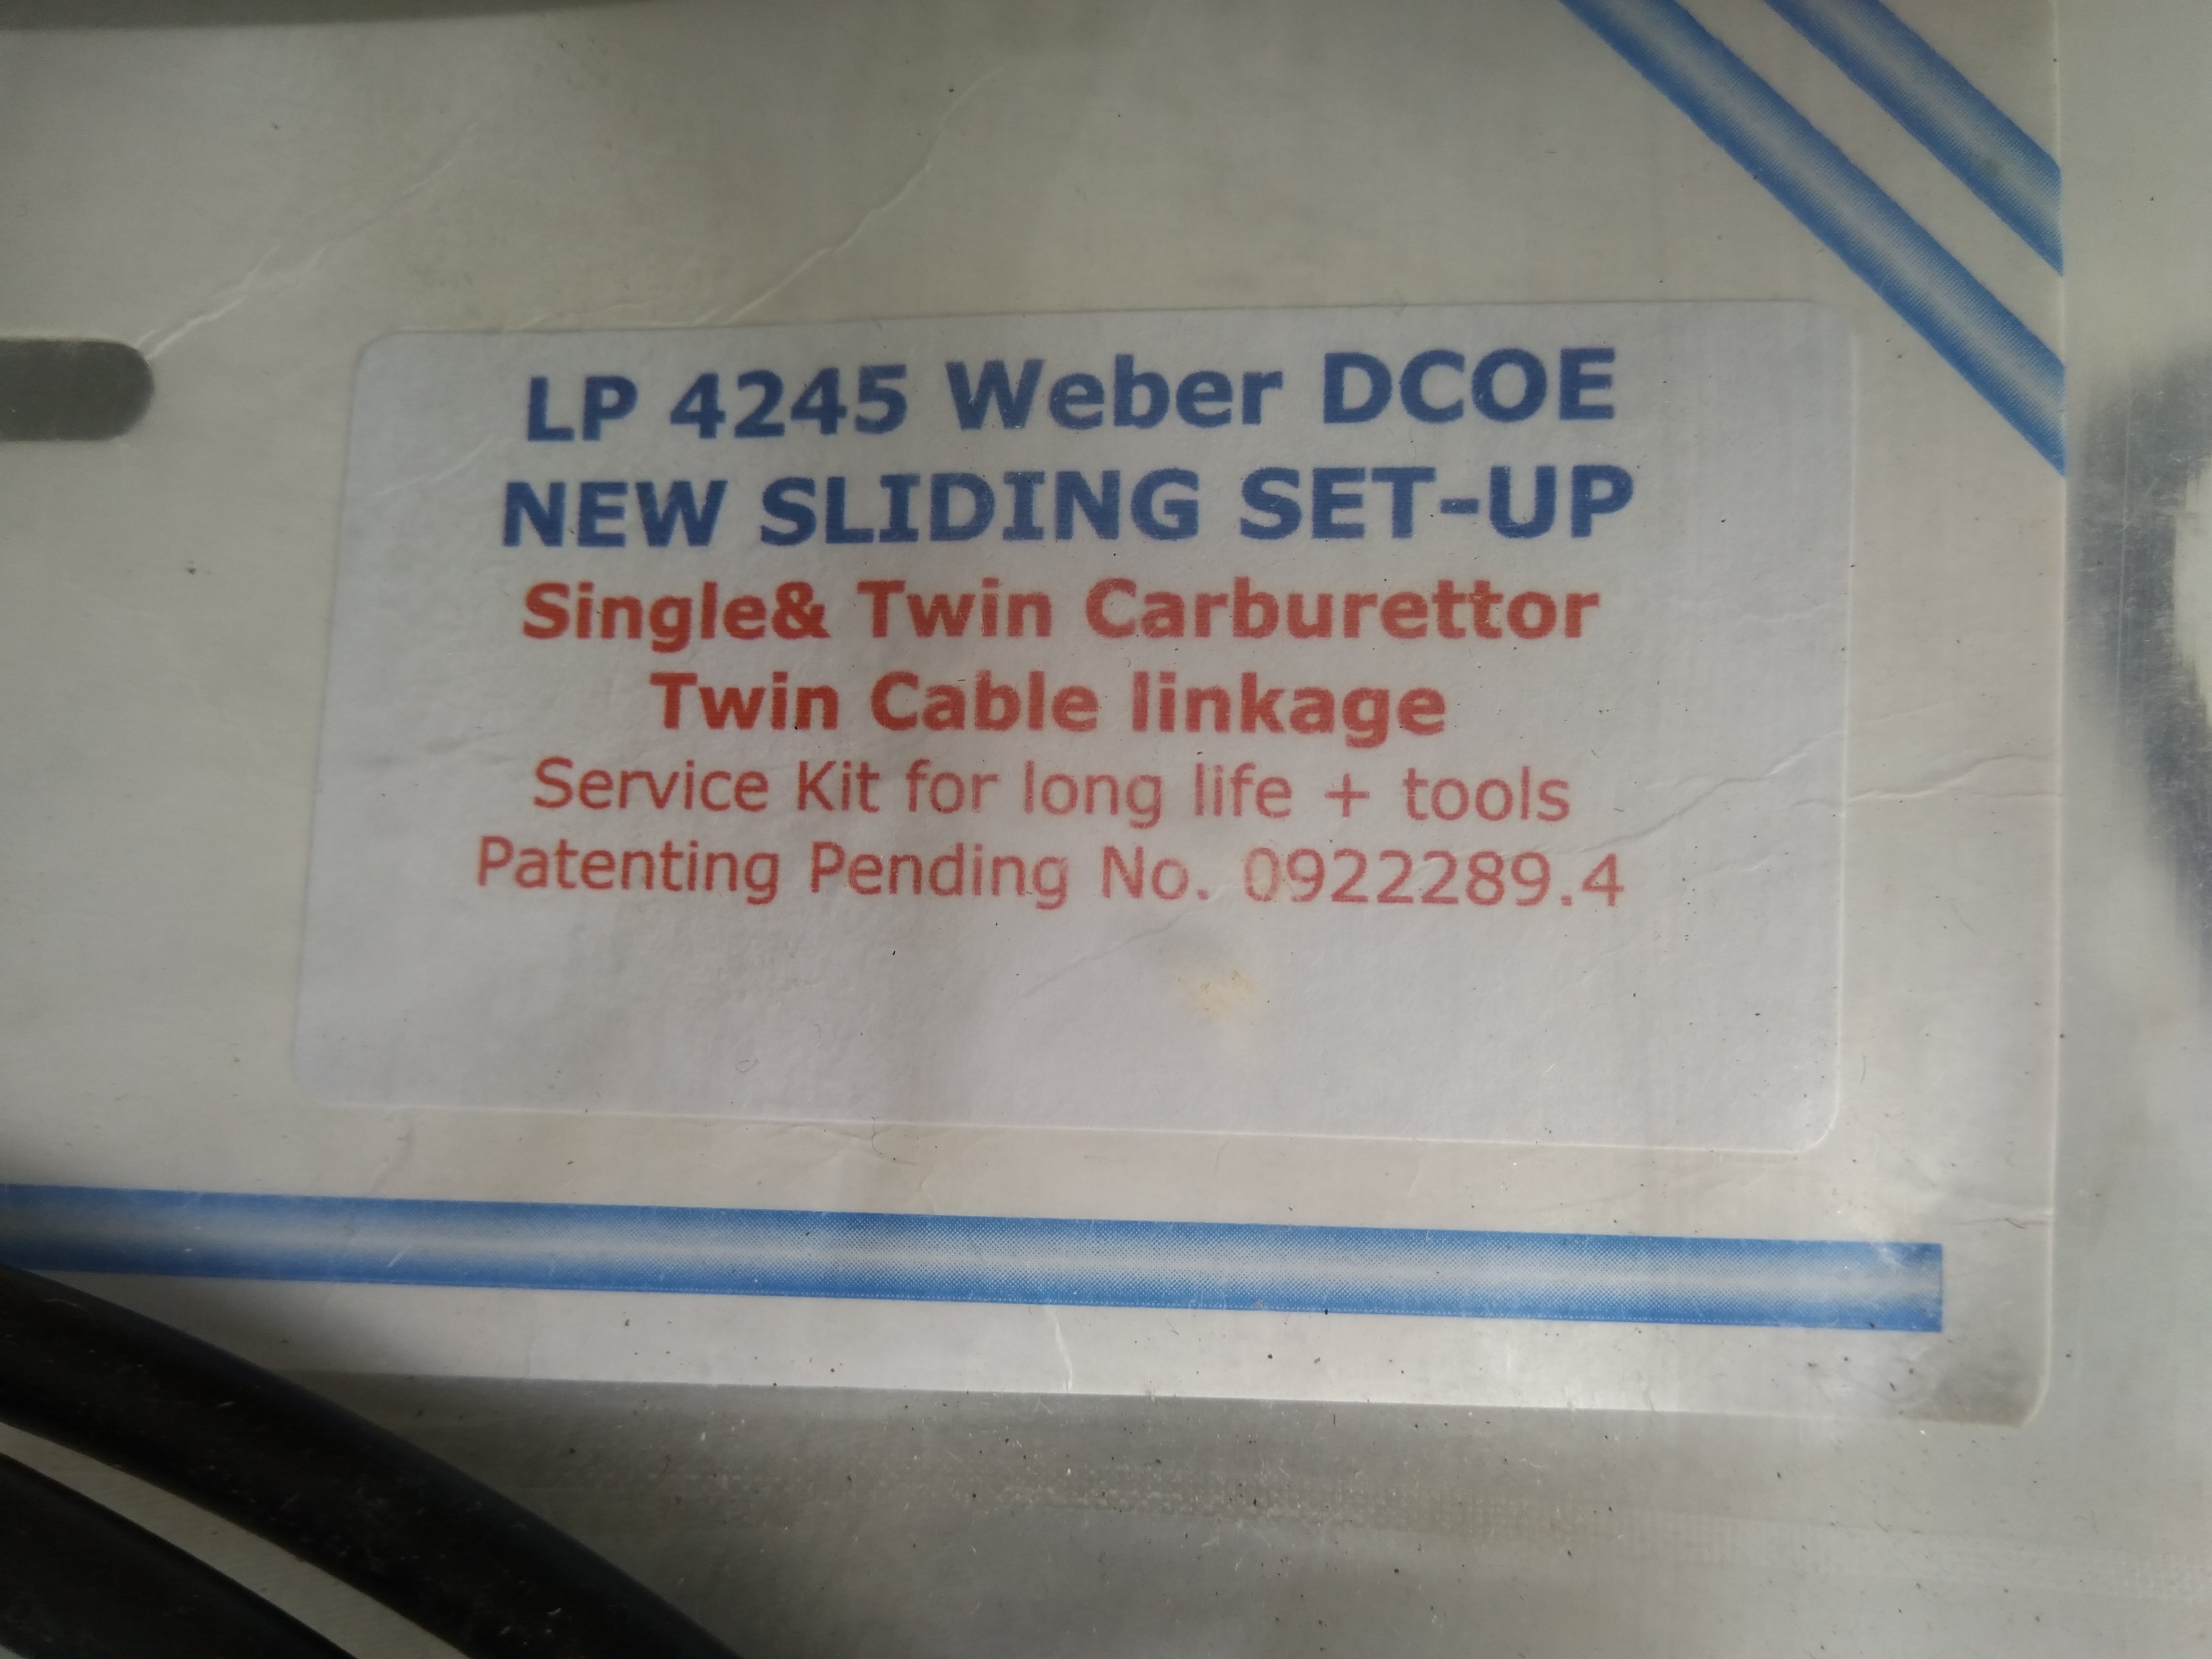 LP 4245 Weber DCOE
NEW SLIDING SET-UP
Single& Twin Carburettor
Twin Cable linkage
Service Kit for long life + tools
Patenting Pending No. 0922289.4